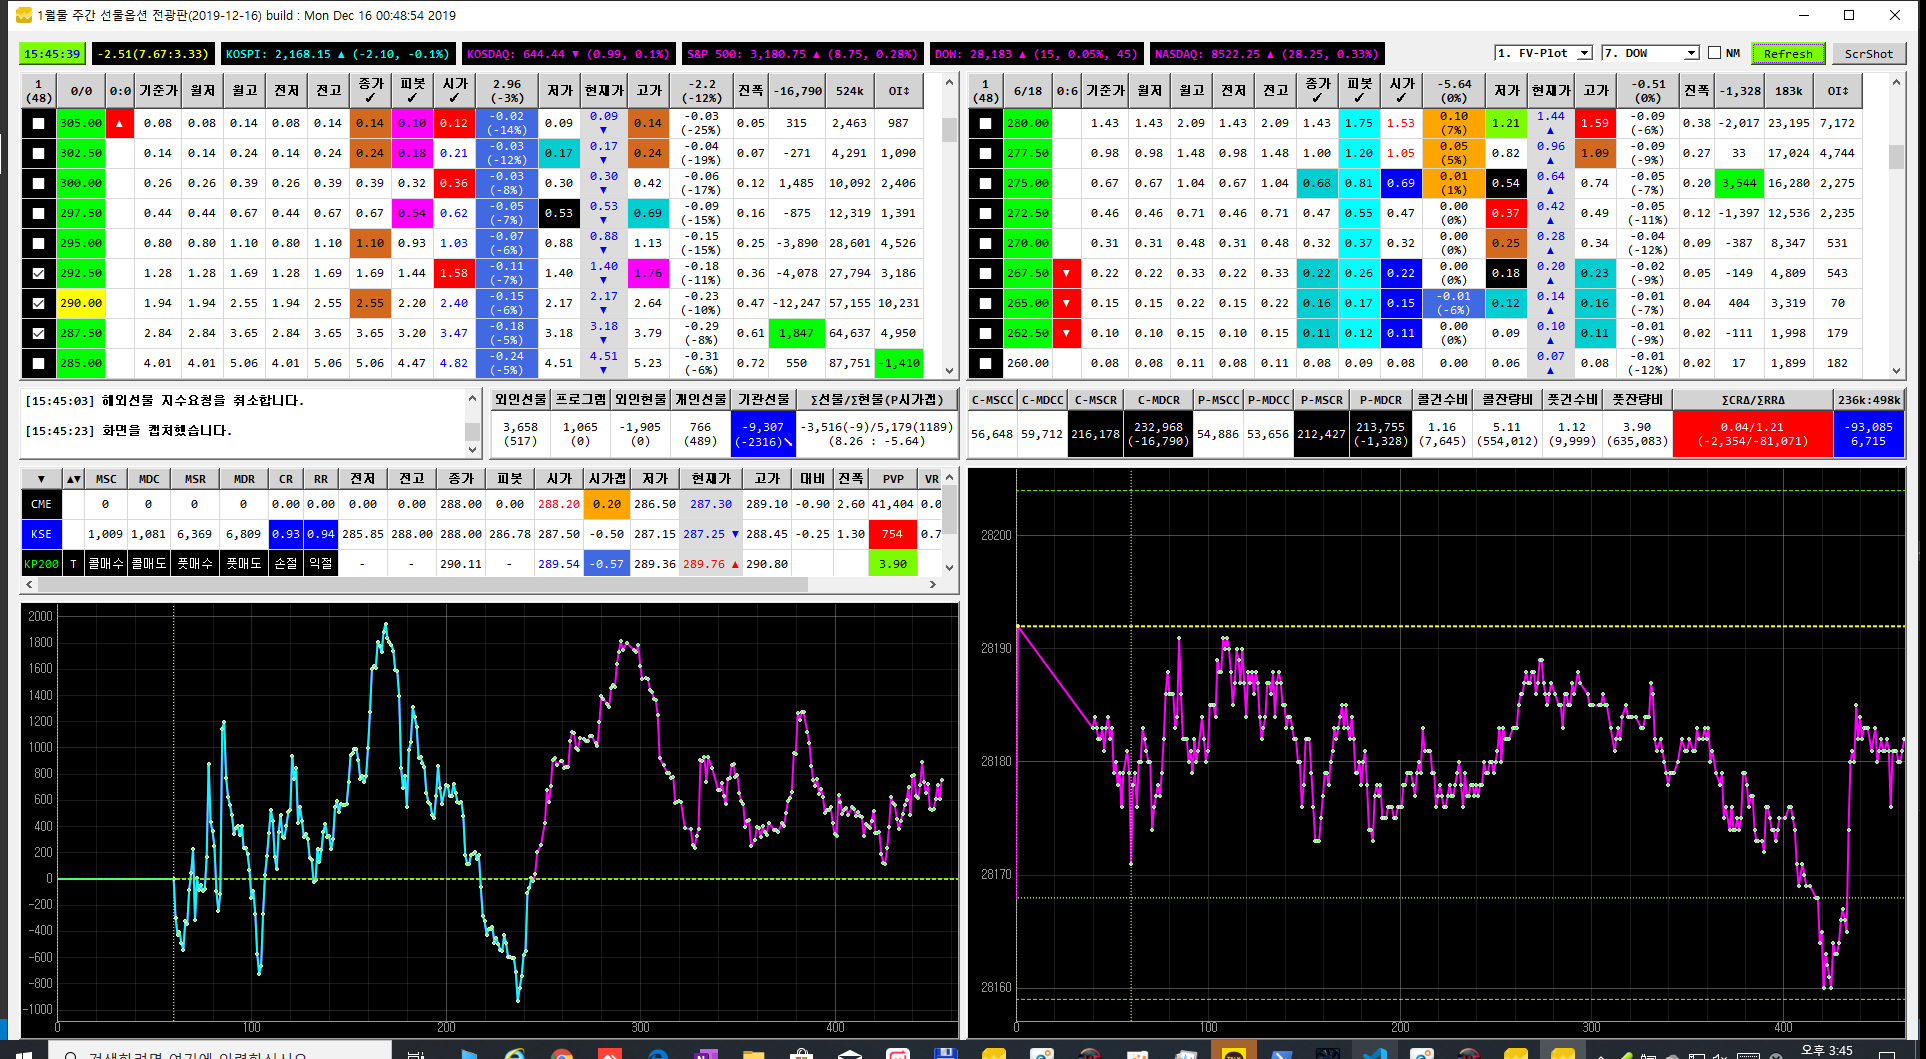 1월물 주간 선물옵션 전광판(2019-12-16) build : Mon Dec 16 00:48:54 2019
15:45:39 -2.51(7.67:3.33) KOSPI: 2,168.15 ▲ (-2.10, -0.1%) KOSDAQ: 644.44 ▼ (0.99, 0.1%) S&P 500: 3,180.75 ▲ (8.75, 0.28%) DOW: 28,183 ▲ (15, 0.05%, 45) NASDAQ: 8522.25 ▲ (28.25, 0.33%) 1. FV-Plot 7. DOW NM Refresh ScrShot
1 (48) 0/0 0:0 기준가 월저 월고 전저 전고 종가 ✓ 피봇 ✓ 시가 ✓ 2.96 (-3%) 저가 현재가 고가 -2.2 (-12%) 진폭 -16,790 524k OI↕
305.00 ▲ 0.08 0.08 0.14 0.08 0.14 0.14 0.10 0.12 -0.02 (-14%) 0.09 0.09 ▼ 0.14 -0.03 (-25%) 0.05 315 2,463 987
302.50 0.14 0.14 0.24 0.14 0.24 0.24 0.18 0.21 -0.03 (-12%) 0.17 0.17 ▼ 0.24 -0.04 (-19%) 0.07 -271 4,291 1,090
300.00 0.26 0.26 0.39 0.26 0.39 0.39 0.32 0.36 -0.03 (-8%) 0.30 0.30 ▼ 0.42 -0.06 (-17%) 0.12 1,485 10,092 2,406
297.50 0.44 0.44 0.67 0.44 0.67 0.67 0.54 0.62 -0.05 (-7%) 0.53 0.53 ▼ 0.69 -0.09 (-15%) 0.16 -875 12,319 1,391
295.00 0.80 0.80 1.10 0.80 1.10 1.10 0.93 1.03 -0.07 (-6%) 0.88 0.88 ▼ 1.13 -0.15 (-15%) 0.25 -3,890 28,601 4,526
292.50 1.28 1.28 1.69 1.28 1.69 1.69 1.44 1.58 -0.11 (-7%) 1.40 1.40 ▼ 1.76 -0.18 (-11%) 0.36 -4,078 27,794 3,186
290.00 1.94 1.94 2.55 1.94 2.55 2.55 2.20 2.40 -0.15 (-6%) 2.17 2.17 ▼ 2.64 -0.23 (-10%) 0.47 -12,247 57,155 10,231
287.50 2.84 2.84 3.65 2.84 3.65 3.65 3.20 3.47 -0.18 (-5%) 3.18 3.18 ▼ 3.79 -0.29 (-8%) 0.61 1,847 64,637 4,950
285.00 4.01 4.01 5.06 4.01 5.06 5.06 4.47 4.82 -0.24 (-5%) 4.51 4.51 ▼ 5.23 -0.31 (-6%) 0.72 550 87,751 -1,410
1 (48) 6/18 0:6 기준가 월저 월고 전저 전고 종가 ✓ 피봇 ✓ 시가 ✓ -5.64 (0%) 저가 현재가 고가 -0.51 (0%) 진폭 -1,328 183k OI↕
280.00 1.43 1.43 2.09 1.43 2.09 1.43 1.75 1.53 0.10 (7%) 1.21 1.44 ▲ 1.59 -0.09 (-6%) 0.38 -2,017 23,195 7,172
277.50 0.98 0.98 1.48 0.98 1.48 1.00 1.20 1.05 0.05 (5%) 0.82 0.96 ▲ 1.09 -0.09 (-9%) 0.27 33 17,024 4,744
275.00 0.67 0.67 1.04 0.67 1.04 0.68 0.81 0.69 0.01 (1%) 0.54 0.64 ▲ 0.74 -0.05 (-7%) 0.20 3,544 16,280 2,275
272.50 0.46 0.46 0.71 0.46 0.71 0.47 0.55 0.47 0.00 (0%) 0.37 0.42 ▲ 0.49 -0.05 (-11%) 0.12 -1,397 12,536 2,235
270.00 0.31 0.31 0.48 0.31 0.48 0.32 0.37 0.32 0.00 (0%) 0.25 0.28 ▲ 0.34 -0.04 (-12%) 0.09 -387 8,347 531
267.50 ▼ 0.22 0.22 0.33 0.22 0.33 0.22 0.26 0.22 0.00 (0%) 0.18 0.20 ▲ 0.23 -0.02 (-9%) 0.05 -149 4,809 543
265.00 ▼ 0.15 0.15 0.22 0.15 0.22 0.16 0.17 0.15 -0.01 (-6%) 0.12 0.14 ▲ 0.16 -0.01 (-7%) 0.04 404 3,319 70
262.50 ▼ 0.10 0.10 0.15 0.10 0.15 0.11 0.12 0.11 0.00 (0%) 0.09 0.10 ▲ 0.11 -0.01 (-9%) 0.02 -111 1,998 179
260.00 0.08 0.08 0.11 0.08 0.11 0.08 0.09 0.08 0.00 0.06 0.07 ▲ 0.08 -0.01 (-12%) 0.02 17 1,899 182
[15:45:03] 해외선물 지수요청을 취소합니다.
[15:45:23] 화면을 캡쳐했습니다.
외인선물 프로그램 외인현물 개인선물 기관선물 Σ선물/Σ현물(P시가갭)
3,658 1,065 -1,905 766 -9,307 -3,516(-9)/5,179(1189)
(517) (0) (0) (489) (-2316)↘ (8.26 : -5.64)
C-MSCC C-MDCC C-MSCR C-MDCR P-MSCC P-MDCC P-MSCR P-MDCR 콜건수비 콜잔량비 풋건수비 풋잔량비 ΣCRΔ/ΣRRΔ 236k:498k
56,648 59,712 216,178 232,968 (-16,790) 54,886 53,656 212,427 213,755 (-1,328) 1.16 (7,645) 5.11 (554,012) 1.12 (9,999) 3.90 (635,083) 0.04/1.21 (-2,354/-81,071) -93,085 6,715
▼ ▲▼ MSC MDC MSR MDR CR RR 전저 전고 종가 피봇 시가 시가갭 저가 현재가 고가 대비 진폭 PVP VR
CME 0 0 0 0 0.00 0.00 0.00 0.00 288.00 0.00 288.20 0.20 286.50 287.30 289.10 -0.90 2.60 41,404 0.0
KSE 1,009 1,081 6,369 6,809 0.93 0.94 285.85 288.00 288.00 286.78 287.50 -0.50 287.15 287.25 ▼ 288.45 -0.25 1.30 754 0.7
KP200 T 콜매수 콜매도 풋매수 풋매도 손절 익절 - - 290.11 - 289.54 -0.57 289.36 289.76 ▲ 290.80 3.90
2000
1800
1600
1400
1200
1000
800
600
400
200
0
-200
-400
-600
-800
-1000
0 100 200 300 400
28200
28190
28180
28170
28160
0 100 200 300 400
검색하려면 여기에 입력하십시오
오후 3:45